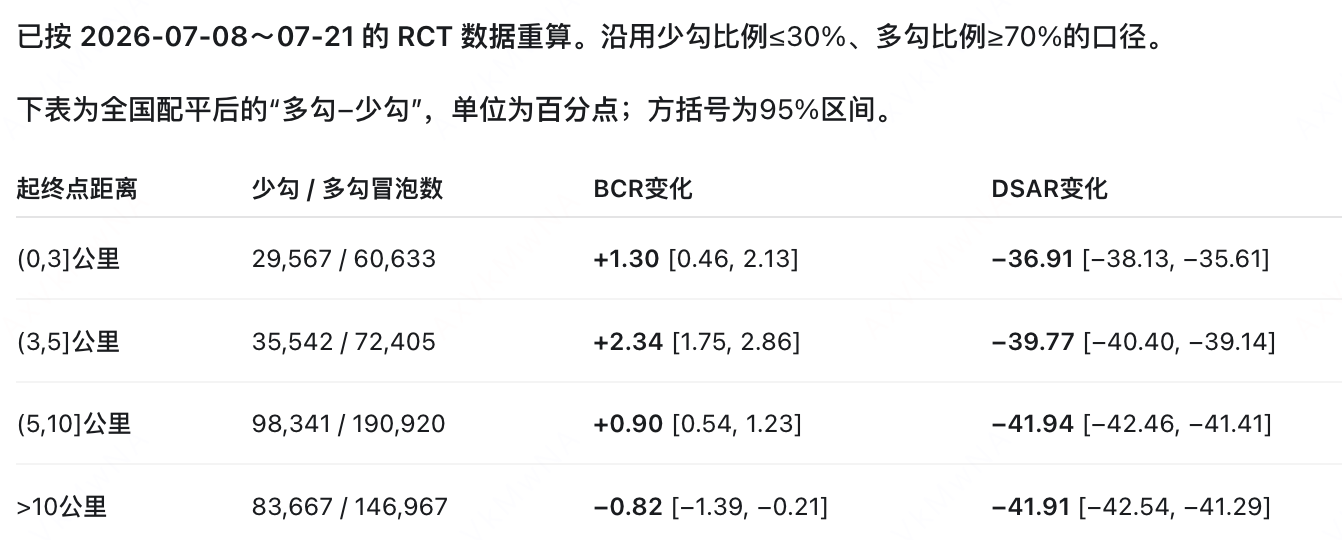 已按 2026-07-08～07-21 的 RCT 数据重算。沿用少勾比例≤30%、多勾比例≥70%的口径。
下表为全国配平后的“多勾−少勾”，单位为百分点；方括号为95%区间。
起终点距离 少勾 / 多勾冒泡数 BCR变化 DSAR变化
(0,3]公里 29,567 / 60,633 +1.30 [0.46, 2.13] −36.91 [−38.13, −35.61]
(3,5]公里 35,542 / 72,405 +2.34 [1.75, 2.86] −39.77 [−40.40, −39.14]
(5,10]公里 98,341 / 190,920 +0.90 [0.54, 1.23] −41.94 [−42.46, −41.41]
>10公里 83,667 / 146,967 −0.82 [−1.39, −0.21] −41.91 [−42.54, −41.29]